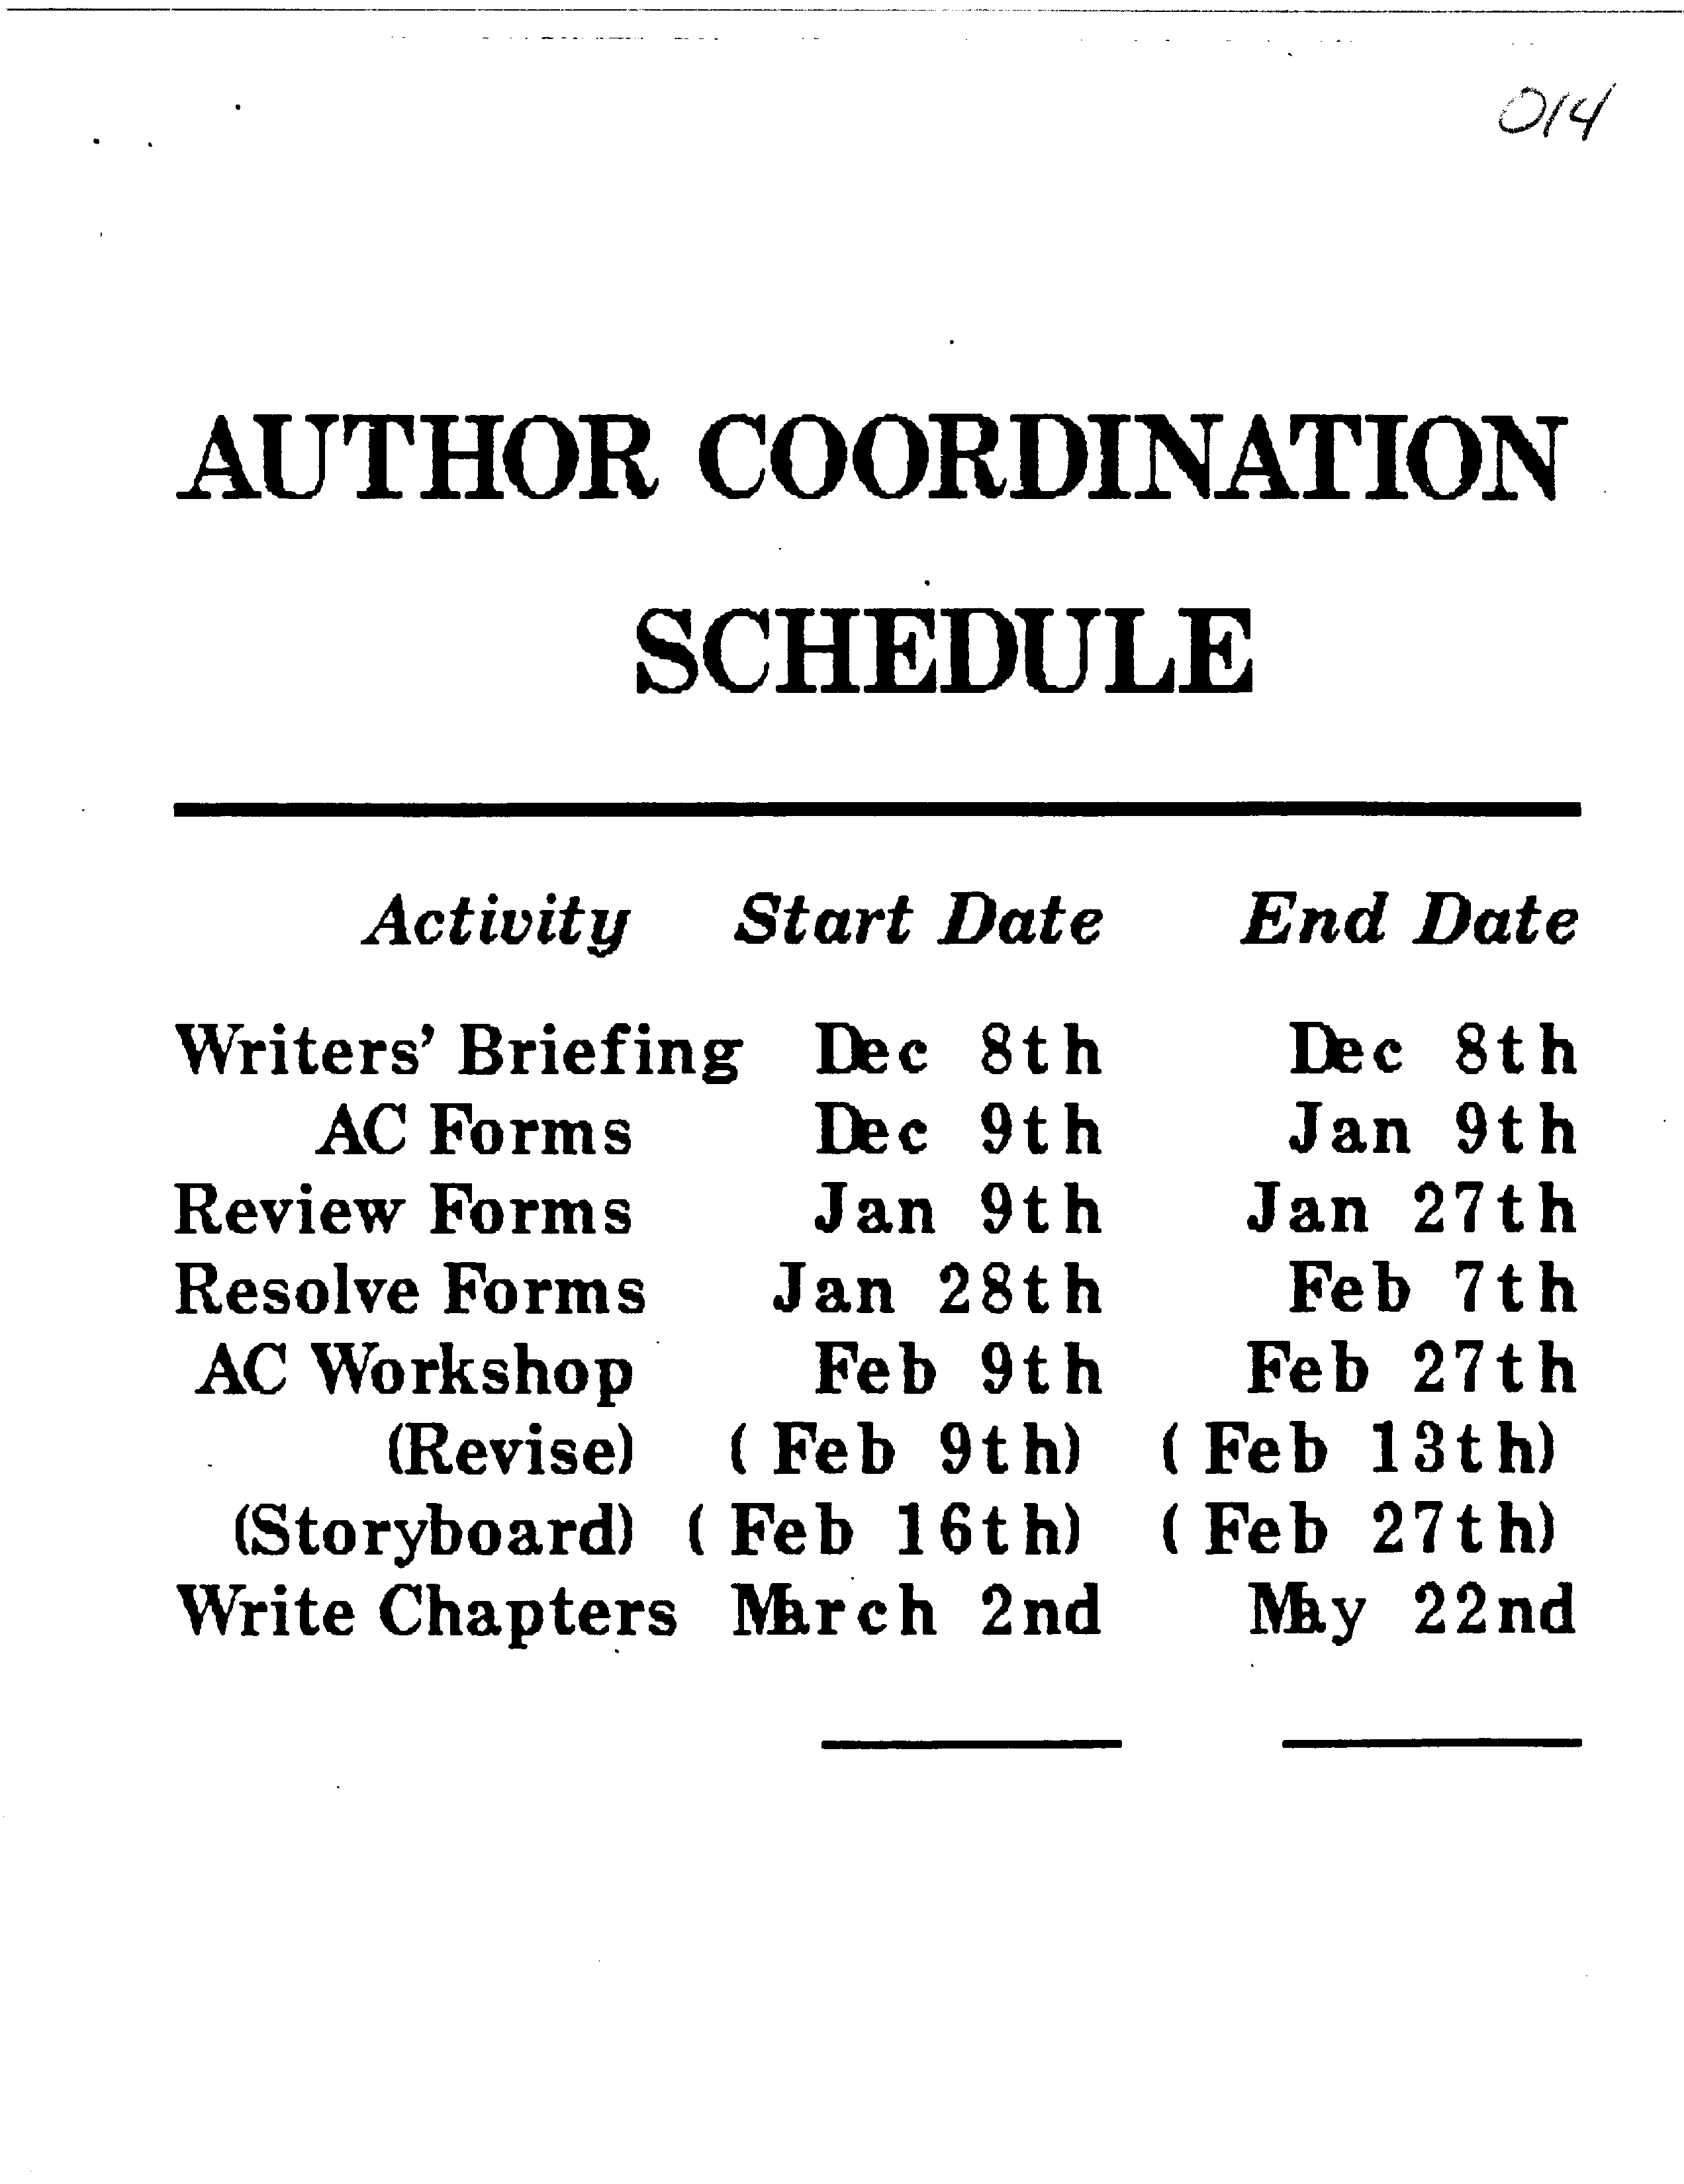 014
AUTHOR COORDINATION
SCHEDULE
Activity Start Date End Date
Writers' Briefing Dec 8th Dec 8th
AC Forms Dec 9th Jan 9th
Review Forms Jan 9th Jan 27th
Resolve Forms Jan 28th Feb 7th
AC Workshop Feb 9th Feb 27th
(Revise) (Feb 9th) (Feb 13th)
(Storyboard) (Feb 16th) (Feb 27th)
Write Chapters March 2nd May 22nd